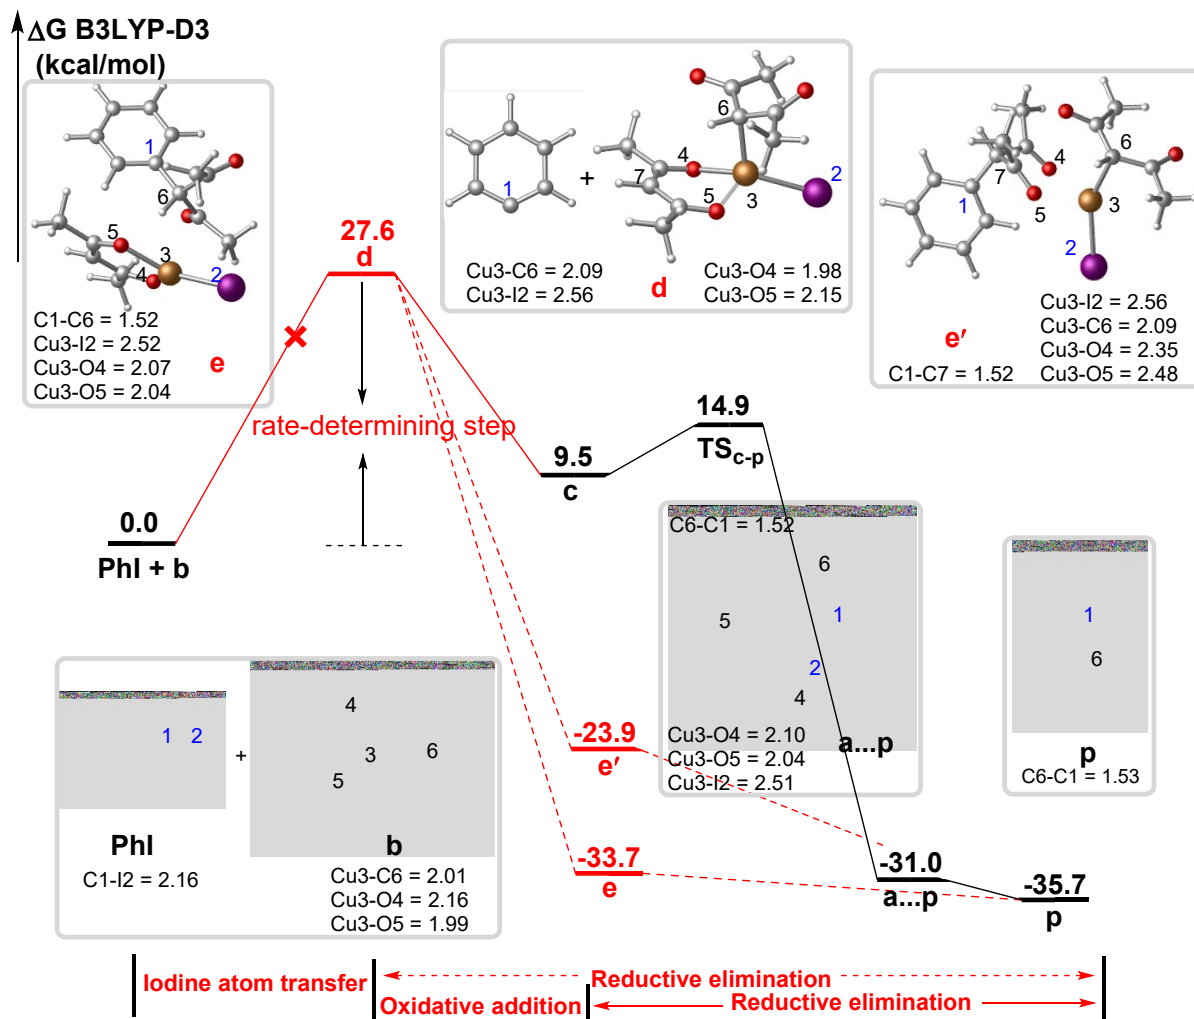 ΔG B3LYP-D3
(kcal/mol)
1
6
5
3
4
2
C1-C6 = 1.52
Cu3-I2 = 2.52
Cu3-O4 = 2.07
Cu3-O5 = 2.04
e
1
+
6
4
7
5
3
2
Cu3-C6 = 2.09
Cu3-I2 = 2.56
d
Cu3-O4 = 1.98
Cu3-O5 = 2.15
6
4
7
5
1
3
2
e′
C1-C7 = 1.52
Cu3-I2 = 2.56
Cu3-C6 = 2.09
Cu3-O4 = 2.35
Cu3-O5 = 2.48
27.6
d
rate-determining step
0.0
PhI + b
9.5
c
14.9
TSc-p
C6-C1 = 1.52
6
1
5
2
4
Cu3-O4 = 2.10
Cu3-O5 = 2.04
Cu3-I2 = 2.51
a...p
1
6
p
C6-C1 = 1.53
1 2
+
4
3
6
5
PhI
C1-I2 = 2.16
b
Cu3-C6 = 2.01
Cu3-O4 = 2.16
Cu3-O5 = 1.99
-23.9
e′
-33.7
e
-31.0
a...p
-35.7
p
Iodine atom transfer
Reductive elimination
Oxidative addition
Reductive elimination